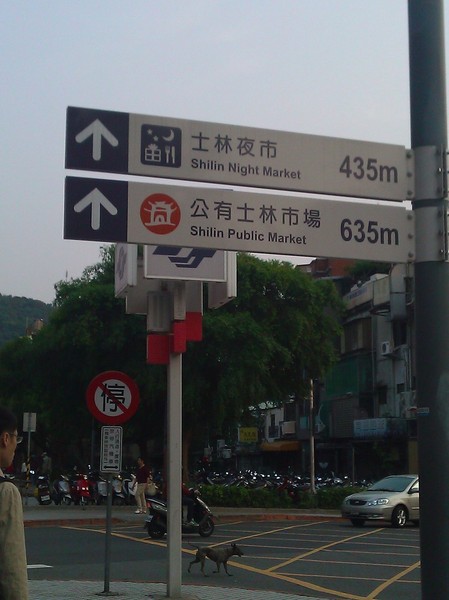 士林夜市
Shilin Night Market
435m
公有士林市場
Shilin Public Market
635m
停